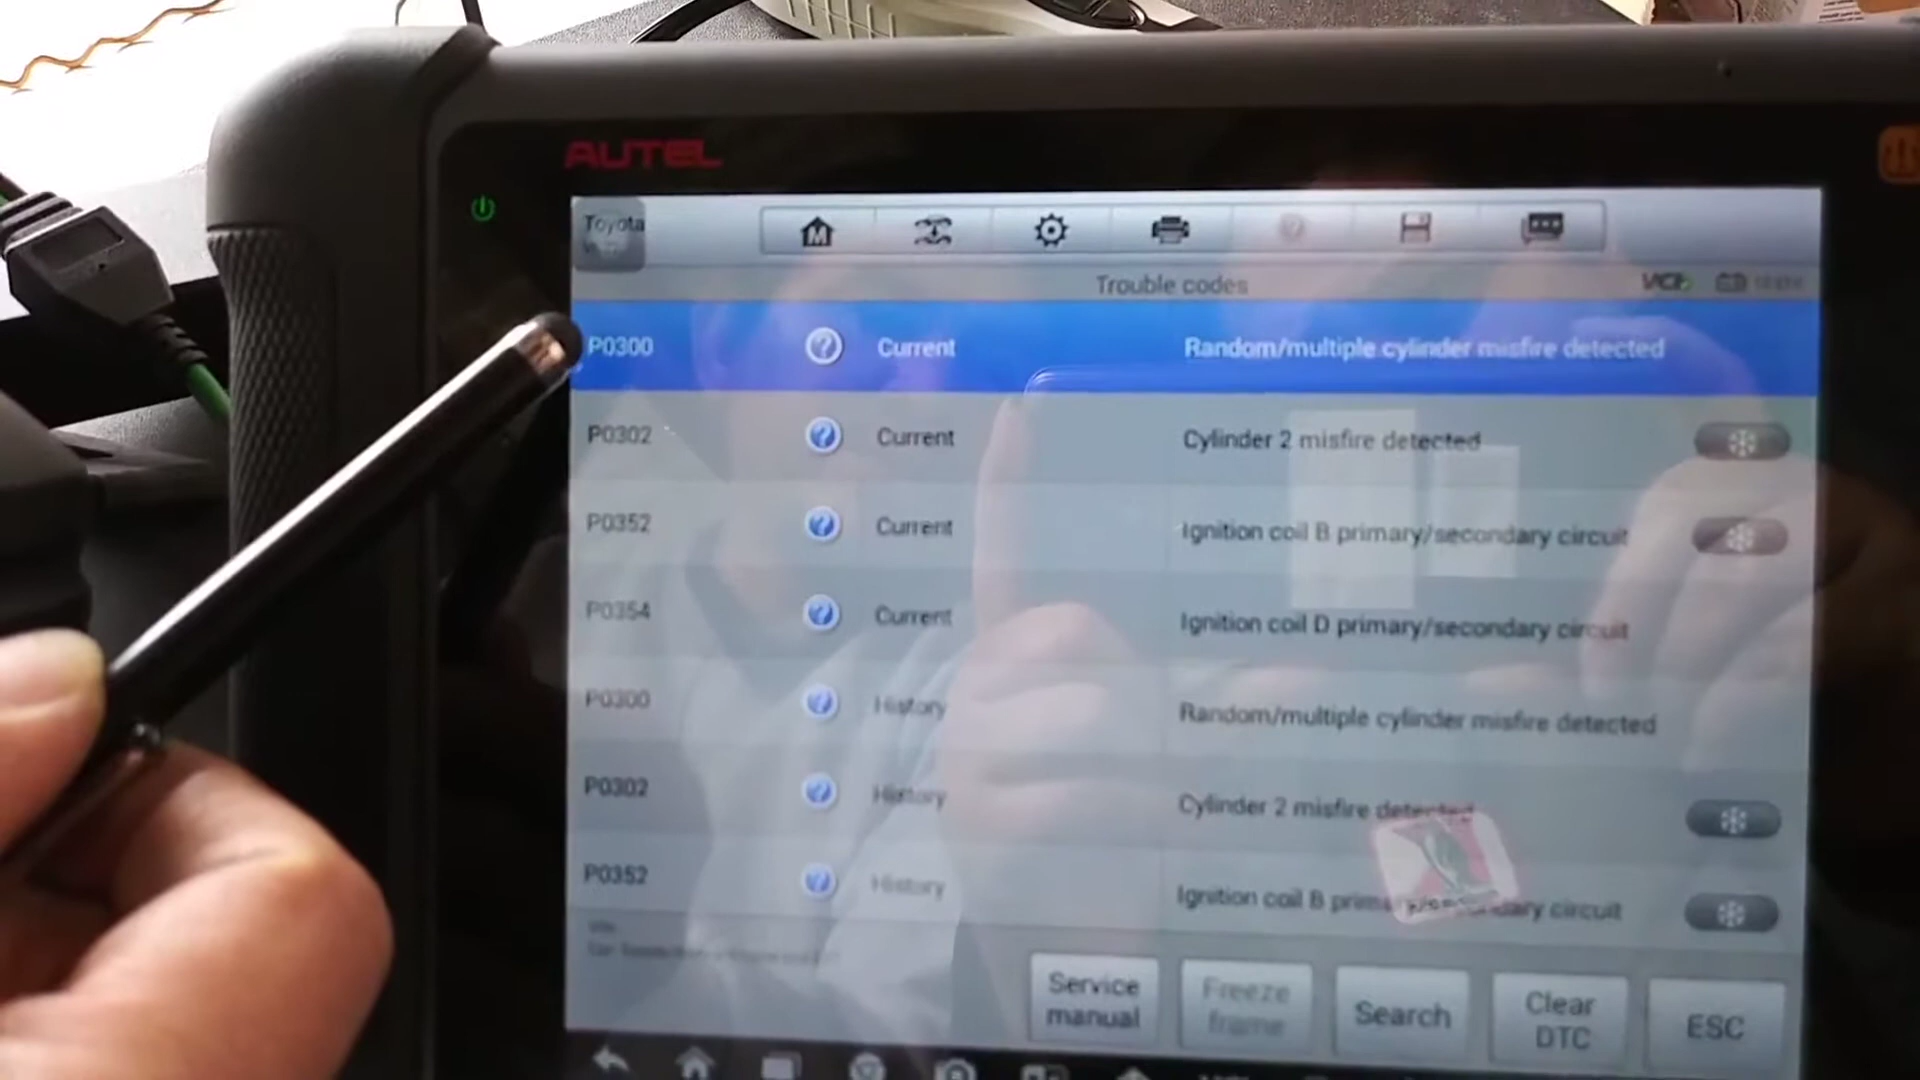 AUTEL
Toyota
Trouble codes
VCI
P0300 Current Random/multiple cylinder misfire detected
P0302 Current Cylinder 2 misfire detected
P0352 Current Ignition coil B primary/secondary circuit
P0354 Current Ignition coil D primary/secondary circuit
P0300 History Random/multiple cylinder misfire detected
P0302 History Cylinder 2 misfire detected
P0352 History Ignition coil B primary/secondary circuit
Service manual
Freeze frame
Search
Clear DTC
ESC